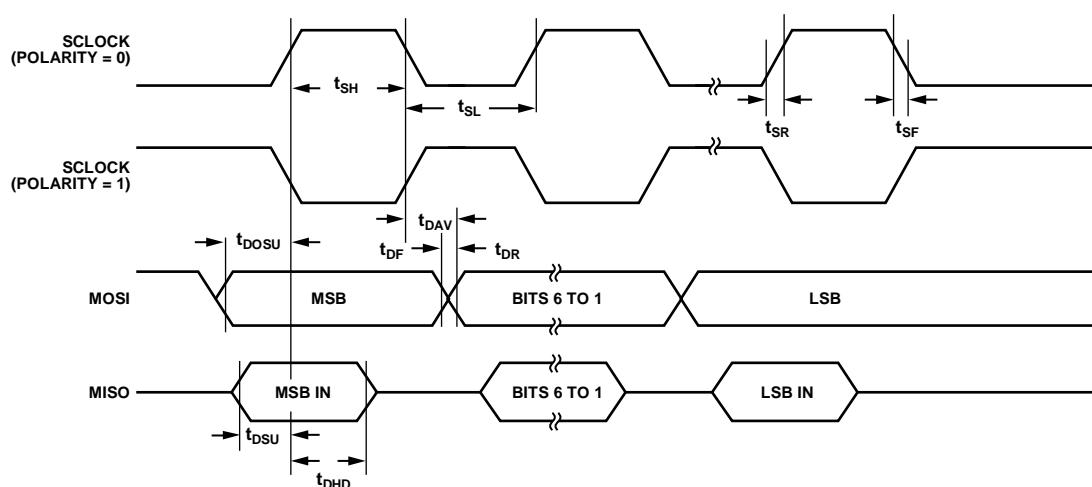 SCLOCK
(POLARITY = 0)
tSH
tSL
tSR
tSF
SCLOCK
(POLARITY = 1)
tDAV
tDOSU
tDF
tDR
MOSI
MSB
BITS 6 TO 1
LSB
MISO
MSB IN
BITS 6 TO 1
LSB IN
tDSU
tDHD